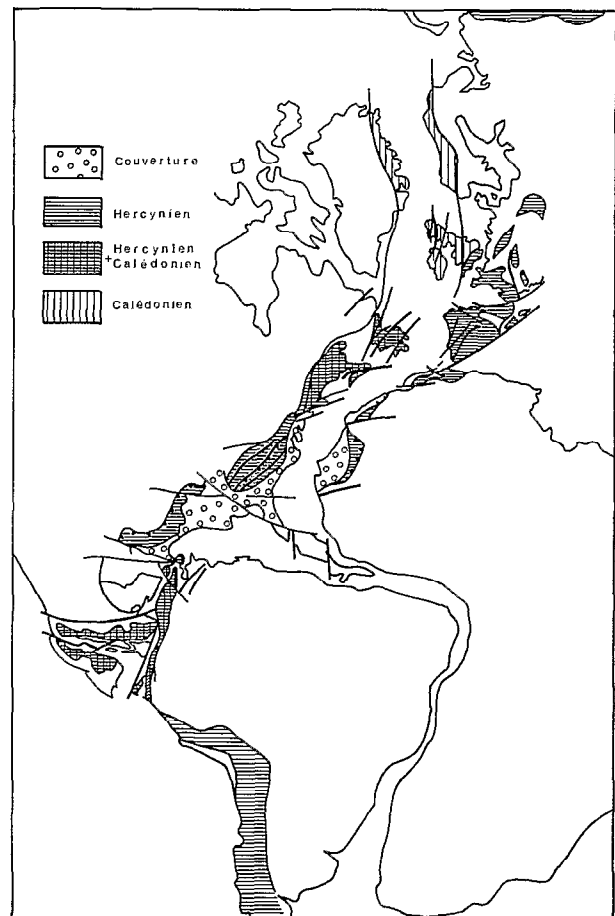 Couverture
Hercynien
Hercynien
+ Calédonien
Calédonien